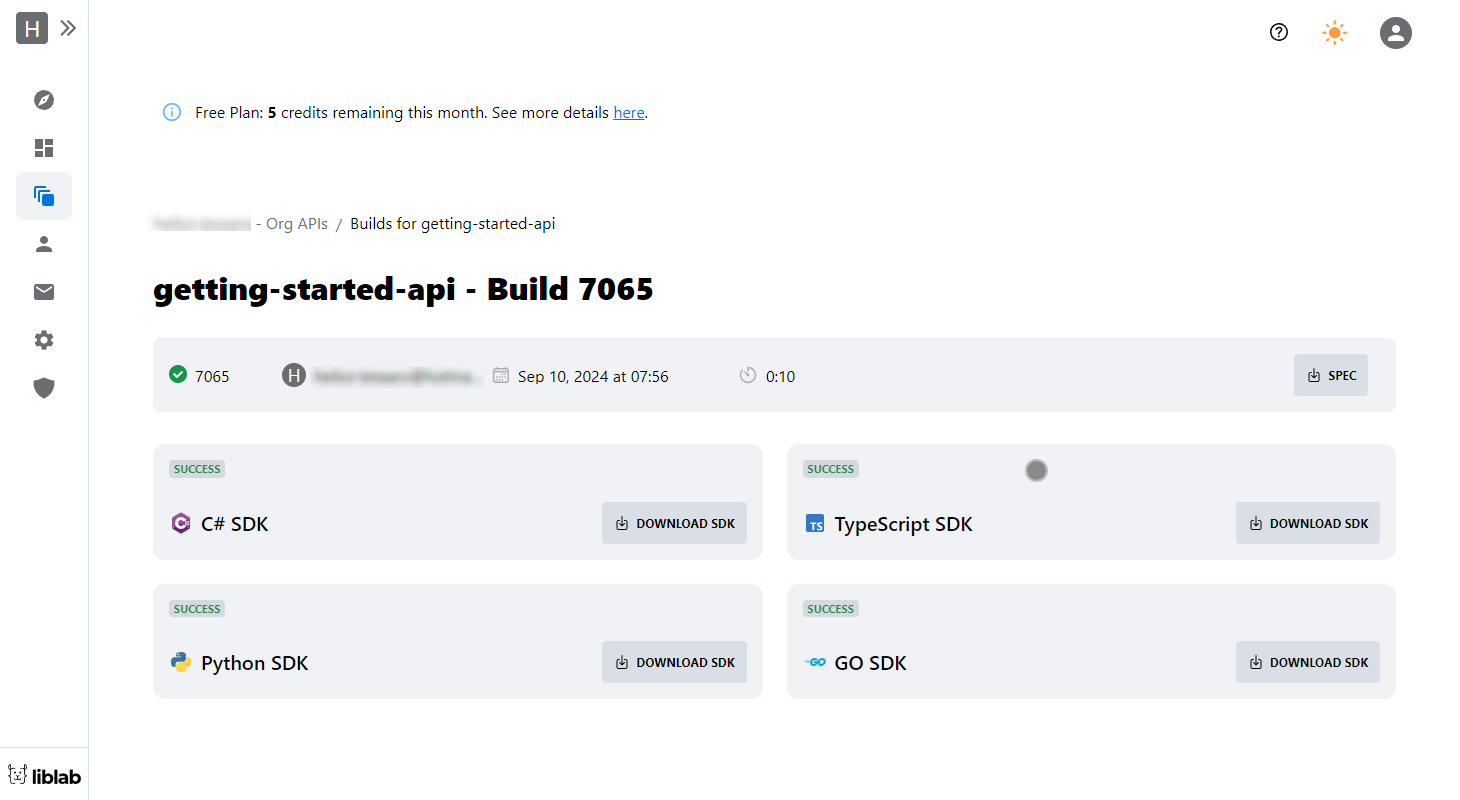 H
Free Plan: 5 credits remaining this month. See more details here.
- Org APIs / Builds for getting-started-api
getting-started-api - Build 7065
7065 H Sep 10, 2024 at 07:56 0:10 SPEC
SUCCESS
C# SDK DOWNLOAD SDK
SUCCESS
TS TypeScript SDK DOWNLOAD SDK
SUCCESS
Python SDK DOWNLOAD SDK
SUCCESS
GO GO SDK DOWNLOAD SDK
liblab